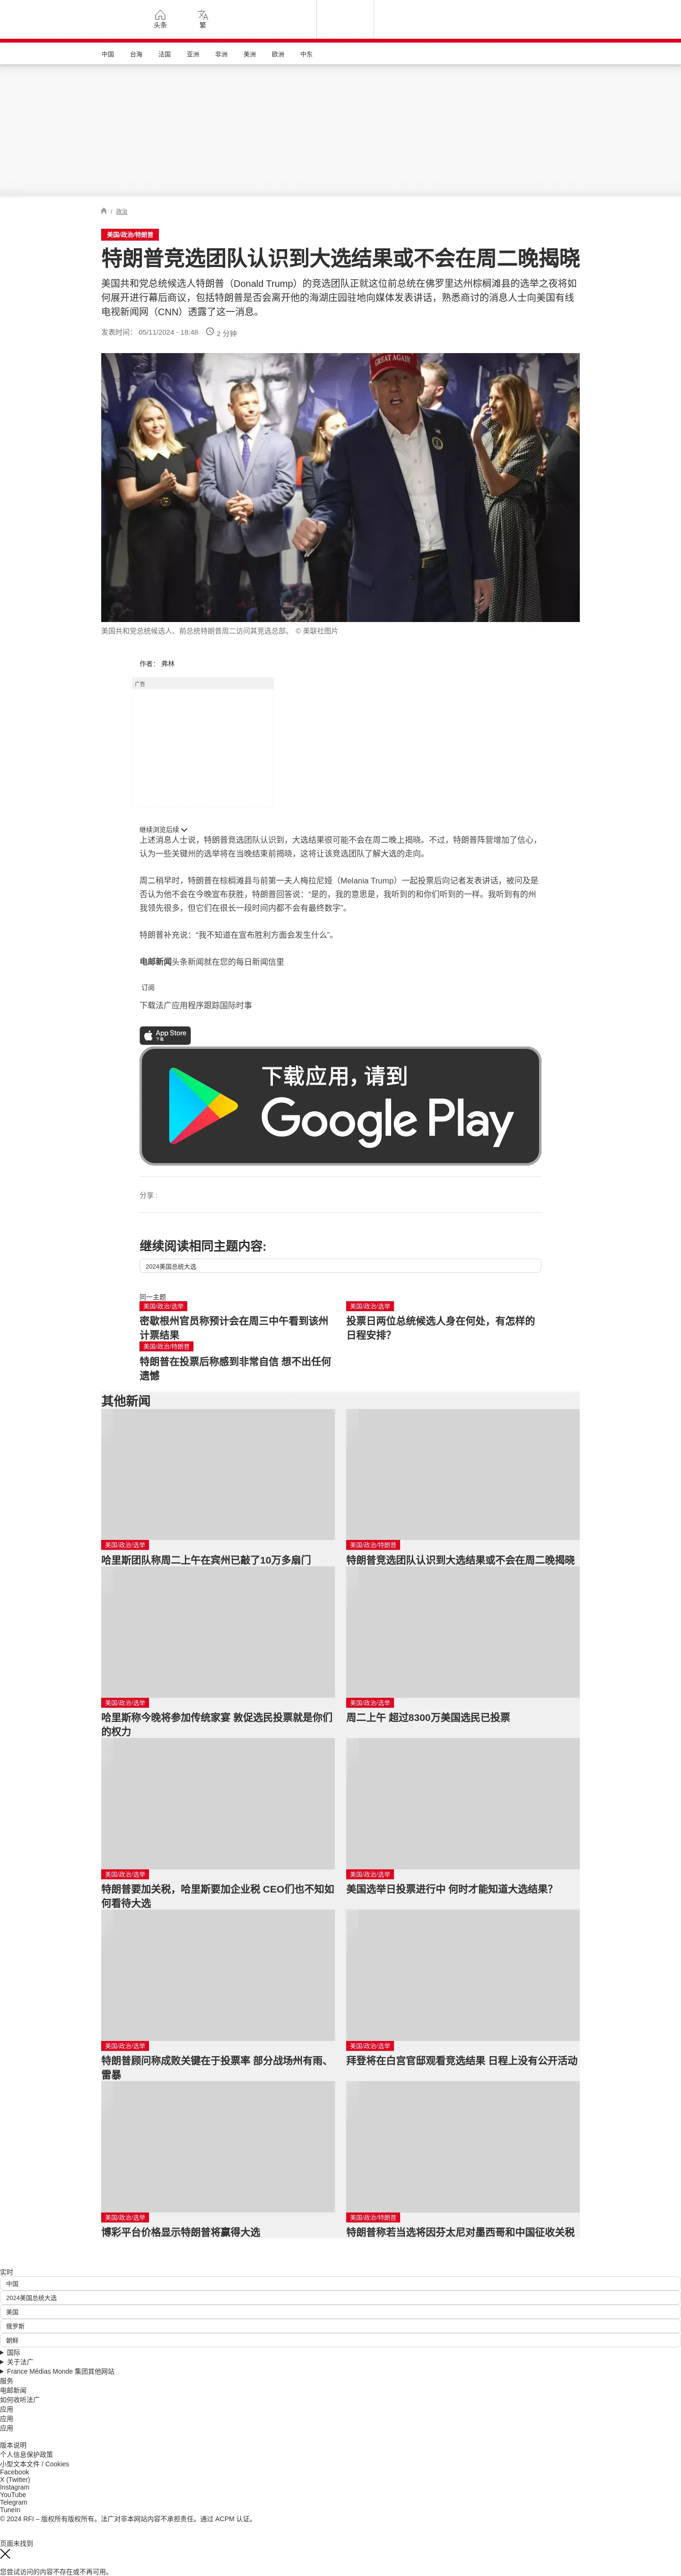 头条
繁
中国 台海 法国 亚洲 非洲 美洲 欧洲 中东
/ 政治
美国/政治/特朗普
特朗普竞选团队认识到大选结果或不会在周二晚揭晓
美国共和党总统候选人特朗普（Donald Trump）的竞选团队正就这位前总统在佛罗里达州棕榈滩县的选举之夜将如
何展开进行幕后商议，包括特朗普是否会离开他的海湖庄园驻地向媒体发表讲话，熟悉商讨的消息人士向美国有线
电视新闻网（CNN）透露了这一消息。
发表时间： 05/11/2024 - 18:48 2 分钟
GREAT AGAIN
美国共和党总统候选人、前总统特朗普周二访问其竞选总部。 © 美联社图片
作者： 弗林
广告
继续浏览后续
上述消息人士说，特朗普竞选团队认识到，大选结果很可能不会在周二晚上揭晓。不过，特朗普阵营增加了信心，
认为一些关键州的选举将在当晚结束前揭晓，这将让该竞选团队了解大选的走向。
周二稍早时，特朗普在棕榈滩县与前第一夫人梅拉尼娅（Melania Trump）一起投票后向记者发表讲话，被问及是
否认为他不会在今晚宣布获胜，特朗普回答说：“是的，我的意思是，我听到的和你们听到的一样。我听到有的州
我领先很多，但它们在很长一段时间内都不会有最终数字”。
特朗普补充说：“我不知道在宣布胜利方面会发生什么”。
电邮新闻头条新闻就在您的每日新闻信里
订阅
下载法广应用程序跟踪国际时事
App Store
下载
下载应用，请到
Google Play
分享 :
继续阅读相同主题内容:
2024美国总统大选
同一主题
美国/政治/选举
密歇根州官员称预计会在周三中午看到该州
计票结果
美国/政治/选举
投票日两位总统候选人身在何处，有怎样的
日程安排？
美国/政治/特朗普
特朗普在投票后称感到非常自信 想不出任何
遗憾
其他新闻
美国/政治/选举
哈里斯团队称周二上午在宾州已敲了10万多扇门
美国/政治/特朗普
特朗普竞选团队认识到大选结果或不会在周二晚揭晓
美国/政治/选举
哈里斯称今晚将参加传统家宴 敦促选民投票就是你们
的权力
美国/政治/选举
周二上午 超过8300万美国选民已投票
美国/政治/选举
特朗普要加关税，哈里斯要加企业税 CEO们也不知如
何看待大选
美国/政治/选举
美国选举日投票进行中 何时才能知道大选结果？
美国/政治/选举
特朗普顾问称成败关键在于投票率 部分战场州有雨、
雷暴
美国/政治/选举
拜登将在白宫官邸观看竞选结果 日程上没有公开活动
美国/政治/选举
博彩平台价格显示特朗普将赢得大选
美国/政治/特朗普
特朗普称若当选将因芬太尼对墨西哥和中国征收关税
实时
中国
2024美国总统大选
美国
俄罗斯
朝鲜
国际
关于法广
France Médias Monde 集团其他网站
服务
电邮新闻
如何收听法广
应用
应用
应用
版本说明
个人信息保护政策
小型文本文件 / Cookies
Facebook
X (Twitter)
Instagram
YouTube
Telegram
TuneIn
© 2024 RFI – 版权所有版权所有。法广对非本网站内容不承担责任。通过 ACPM 认证。
页面未找到
您尝试访问的内容不存在或不再可用。